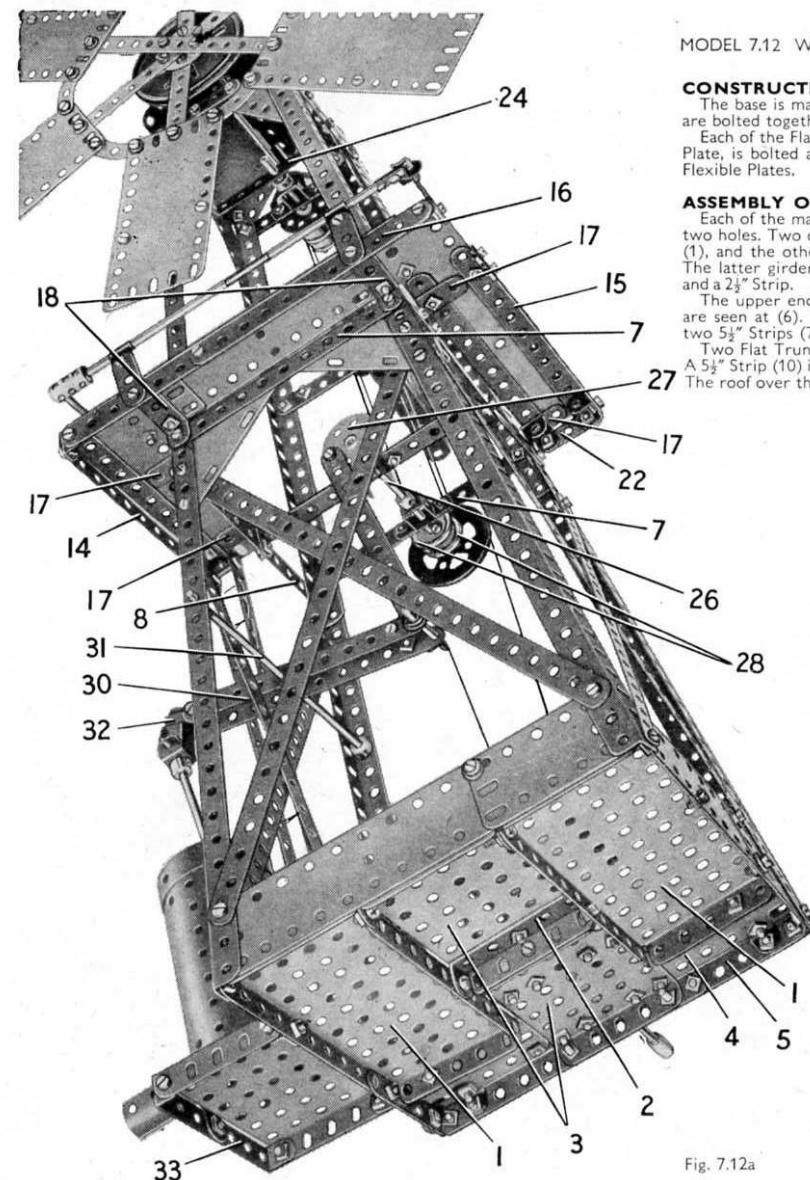 MODEL 7.12 W
CONSTRUCTI
The base is ma
are bolted togeth
Each of the Fla
Plate, is bolted a
Flexible Plates.
ASSEMBLY O
Each of the ma
two holes. Two o
(1), and the othe
The latter girder
and a 2½" Strip.
The upper end
are seen at (6).
two 5½" Strips (7
Two Flat Trun
A 5½" Strip (10) i
The roof over th
24
16
17
15
18
7
27
17
22
17
14
7
17
8
26
31
28
30
32
1
4
5
2
3
1
33
Fig. 7.12a